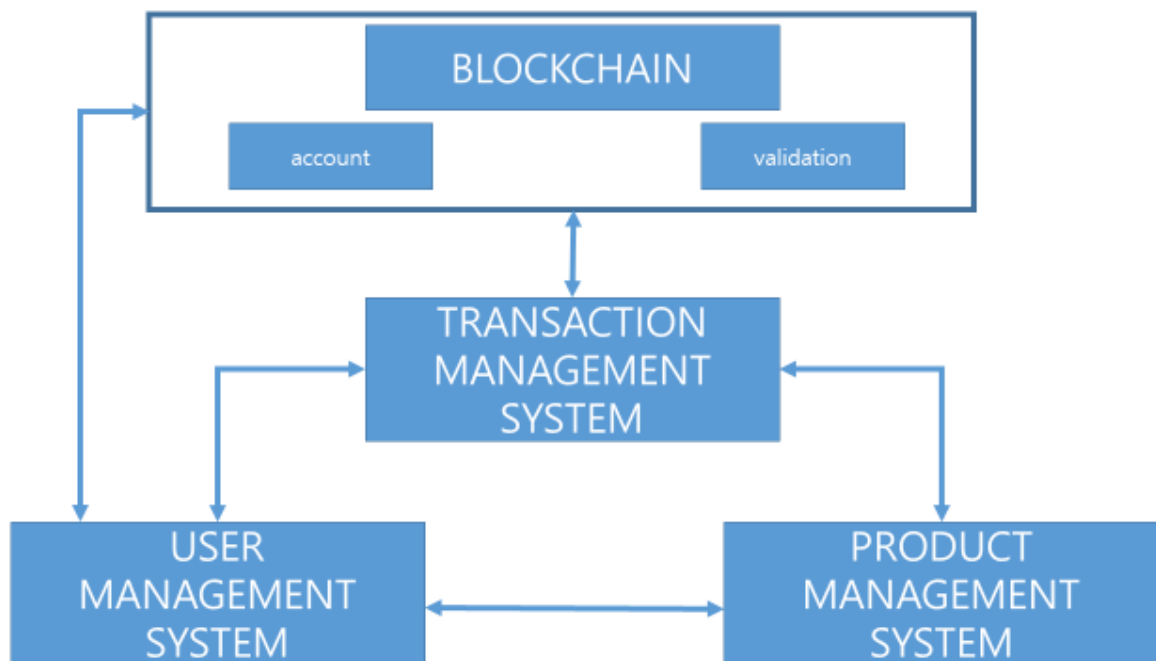 BLOCKCHAIN
account
validation
TRANSACTION
MANAGEMENT
SYSTEM
USER
MANAGEMENT
SYSTEM
PRODUCT
MANAGEMENT
SYSTEM